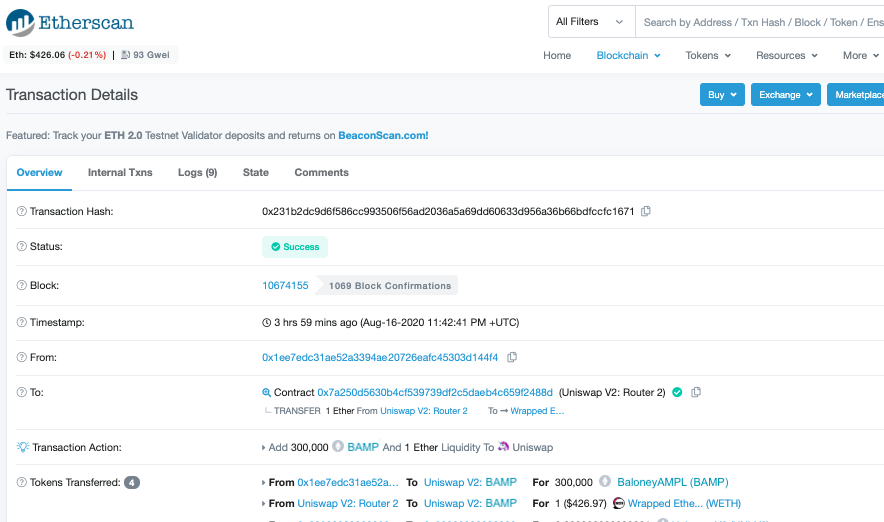 Etherscan
All Filters Search by Address / Txn Hash / Block / Token / Ens
Eth: $426.06 (-0.21%) | 93 Gwei
Home Blockchain Tokens Resources More
Transaction Details
Buy Exchange Marketplace
Featured: Track your ETH 2.0 Testnet Validator deposits and returns on BeaconScan.com!
Overview Internal Txns Logs (9) State Comments
Transaction Hash: 0x231b2dc9d6f586cc993506f56ad2036a5a69dd60633d956a36b66bdfccfc1671
Status: Success
Block: 10674155 1069 Block Confirmations
Timestamp: 3 hrs 59 mins ago (Aug-16-2020 11:42:41 PM +UTC)
From: 0x1ee7edc31ae52a3394ae20726eafc45303d144f4
To: Contract 0x7a250d5630b4cf539739df2c5dacb4c659f2488d (Uniswap V2: Router 2)
TRANSFER 1 Ether From Uniswap V2: Router 2 To → Wrapped E...
Transaction Action: Add 300,000 BAMP And 1 Ether Liquidity To Uniswap
Tokens Transferred: 4 From 0x1ee7edc31ae52a... To Uniswap V2: BAMP For 300,000 BaloneyAMPL (BAMP)
From Uniswap V2: Router 2 To Uniswap V2: BAMP For 1 ($426.97) Wrapped Ethe... (WETH)